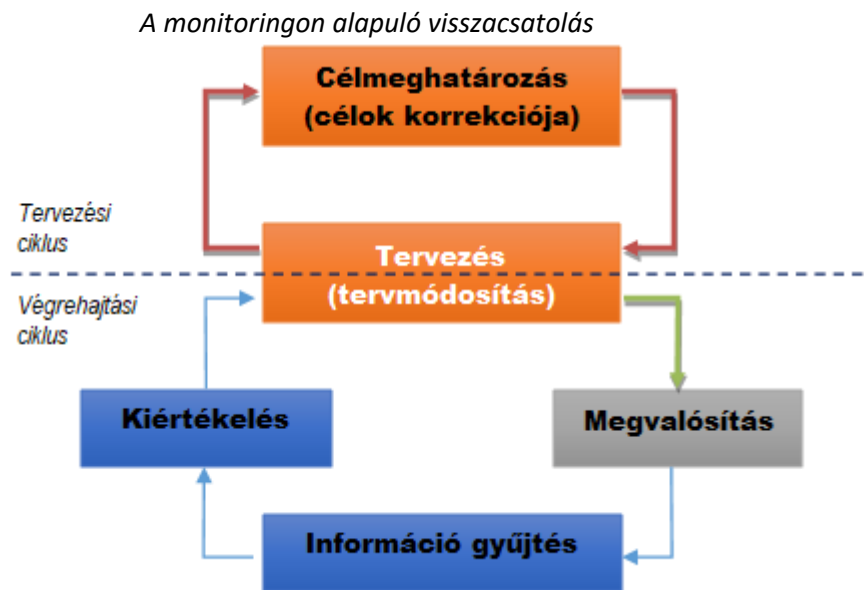 A monitoringon alapuló visszacsatolás
Célmeghatározás
(célok korrekciója)
Tervezési
ciklus
Tervezés
(tervmódosítás)
Végrehajtási
ciklus
Kiértékelés
Megvalósítás
Információ gyűjtés